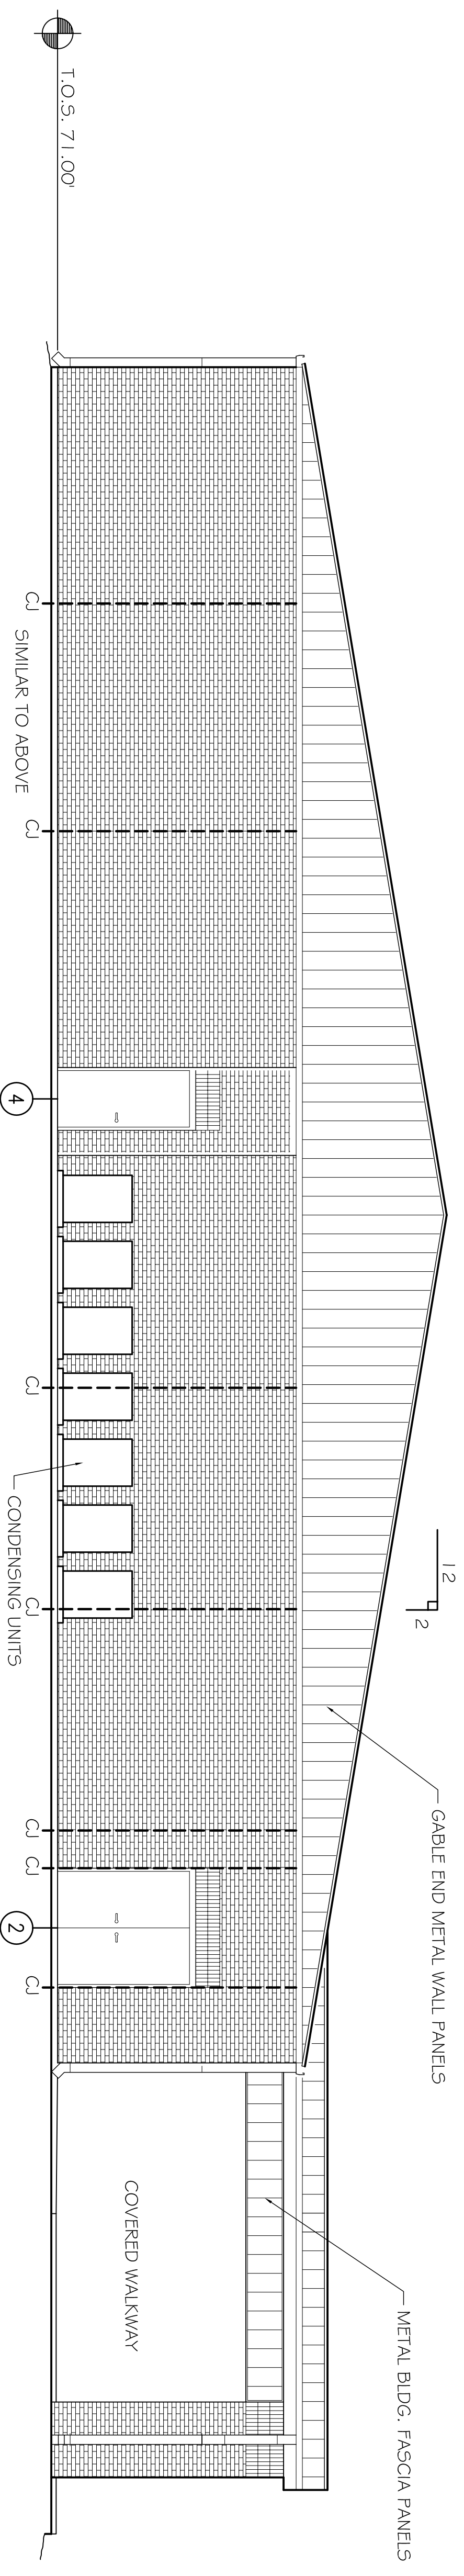 T.O.S. 71.00'
12
2
GABLE END METAL WALL PANELS
METAL BLDG. FASCIA PANELS
COVERED WALKWAY
CJ
SIMILAR TO ABOVE
CJ
4
CJ
CONDENSING UNITS
CJ
CJ
CJ
2
CJ